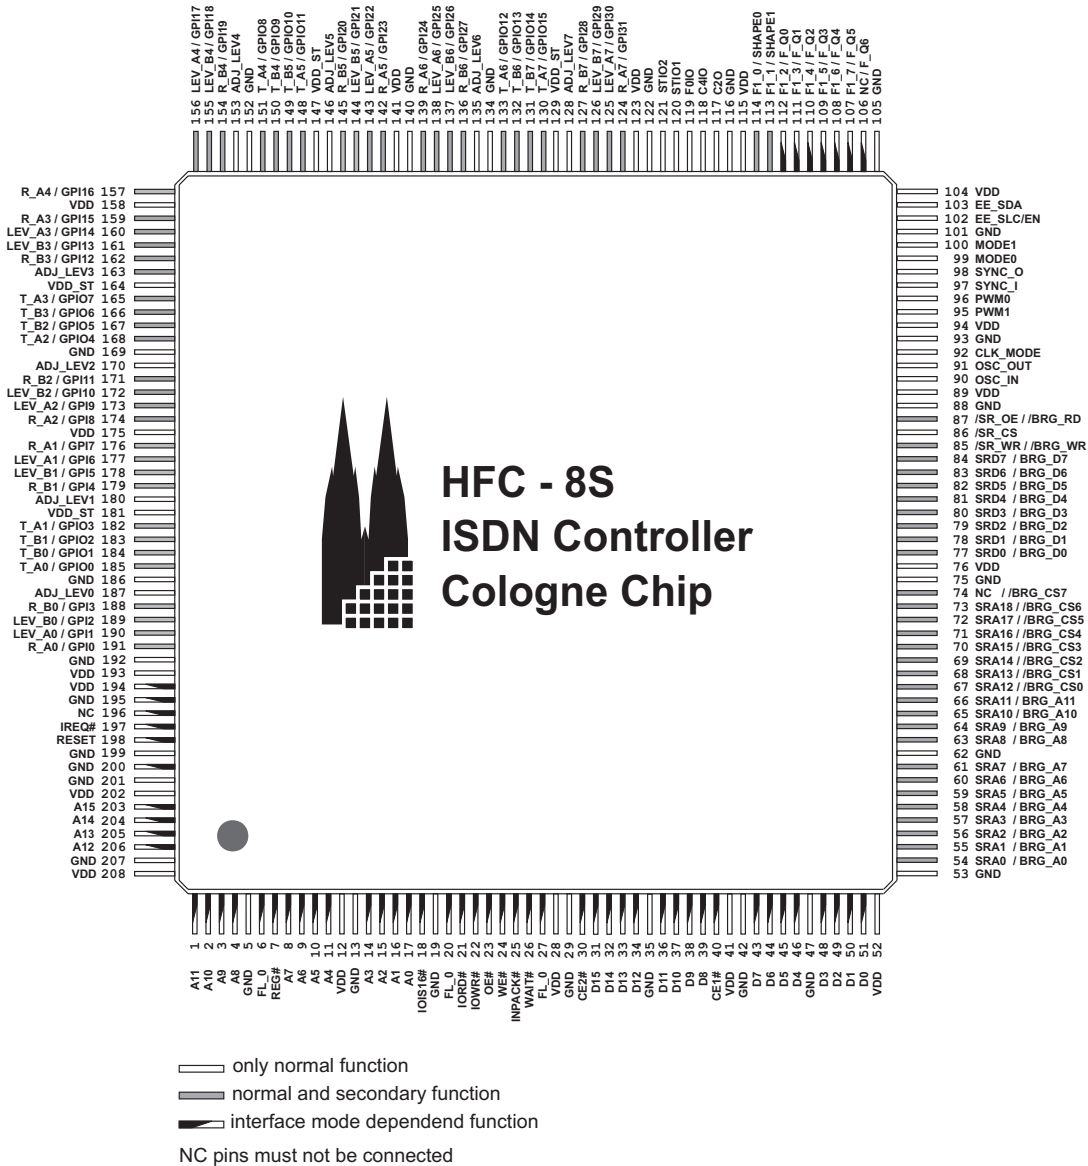 156 LEV_A4 / GPI17
155 LEV_B4 / GPI18
154 R_B4 / GPI19
153 ADJ_LEV4
152 GND
151 T_A4 / GPIO8
150 T_B4 / GPIO9
149 T_B5 / GPIO10
148 T_A5 / GPIO11
147 VDD_ST
146 ADJ_LEV5
145 R_B5 / GPI20
144 LEV_B5 / GPI21
143 LEV_A5 / GPI22
142 R_A5 / GPI23
141 VDD
140 GND
139 R_A6 / GPI24
138 LEV_A6 / GPI25
137 LEV_B6 / GPI26
136 R_B6 / GPI27
135 ADJ_LEV6
134 GND
133 T_A6 / GPIO12
132 T_B6 / GPIO13
131 T_B7 / GPIO14
130 T_A7 / GPIO15
129 VDD_ST
128 ADJ_LEV7
127 R_B7 / GPI28
126 LEV_B7 / GPI29
125 LEV_A7 / GPI30
124 R_A7 / GPI31
123 VDD
122 GND
121 STIO2
120 STIO1
119 F0IO
118 C4IO
117 C2O
116 GND
115 VDD
114 F1_0 / SHAPE0
113 F1_1 / SHAPE1
112 F1_2 / F_Q0
111 F1_3 / F_Q1
110 F1_4 / F_Q2
109 F1_5 / F_Q3
108 F1_6 / F_Q4
107 F1_7 / F_Q5
106 NC / F_Q6
105 GND
R_A4 / GPI16 157
VDD 158
R_A3 / GPI15 159
LEV_A3 / GPI14 160
LEV_B3 / GPI13 161
R_B3 / GPI12 162
ADJ_LEV3 163
VDD_ST 164
T_A3 / GPIO7 165
T_B3 / GPIO6 166
T_B2 / GPIO5 167
T_A2 / GPIO4 168
GND 169
ADJ_LEV2 170
R_B2 / GPI11 171
LEV_B2 / GPI10 172
LEV_A2 / GPI9 173
R_A2 / GPI8 174
VDD 175
R_A1 / GPI7 176
LEV_A1 / GPI6 177
LEV_B1 / GPI5 178
R_B1 / GPI4 179
ADJ_LEV1 180
VDD_ST 181
T_A1 / GPIO3 182
T_B1 / GPIO2 183
T_B0 / GPIO1 184
T_A0 / GPIO0 185
GND 186
ADJ_LEV0 187
R_B0 / GPI3 188
LEV_B0 / GPI2 189
LEV_A0 / GPI1 190
R_A0 / GPI0 191
GND 192
VDD 193
VDD 194
GND 195
NC 196
IREQ# 197
RESET 198
GND 199
GND 200
GND 201
VDD 202
A15 203
A14 204
A13 205
A12 206
GND 207
VDD 208
HFC - 8S
ISDN Controller
Cologne Chip
104 VDD
103 EE_SDA
102 EE_SLC/EN
101 GND
100 MODE1
99 MODE0
98 SYNC_O
97 SYNC_I
96 PWM0
95 PWM1
94 VDD
93 GND
92 CLK_MODE
91 OSC_OUT
90 OSC_IN
89 VDD
88 GND
87 /SR_OE / /BRG_RD
86 /SR_CS
85 /SR_WR / /BRG_WR
84 SRD7 / BRG_D7
83 SRD6 / BRG_D6
82 SRD5 / BRG_D5
81 SRD4 / BRG_D4
80 SRD3 / BRG_D3
79 SRD2 / BRG_D2
78 SRD1 / BRG_D1
77 SRD0 / BRG_D0
76 VDD
75 GND
74 NC / /BRG_CS7
73 SRA18 / /BRG_CS6
72 SRA17 / /BRG_CS5
71 SRA16 / /BRG_CS4
70 SRA15 / /BRG_CS3
69 SRA14 / /BRG_CS2
68 SRA13 / /BRG_CS1
67 SRA12 / /BRG_CS0
66 SRA11 / BRG_A11
65 SRA10 / BRG_A10
64 SRA9 / BRG_A9
63 SRA8 / BRG_A8
62 GND
61 SRA7 / BRG_A7
60 SRA6 / BRG_A6
59 SRA5 / BRG_A5
58 SRA4 / BRG_A4
57 SRA3 / BRG_A3
56 SRA2 / BRG_A2
55 SRA1 / BRG_A1
54 SRA0 / BRG_A0
53 GND
A11 1
A10 2
A9 3
A8 4
GND 5
FL_0 6
REG# 7
A7 8
A6 9
A5 10
A4 11
VDD 12
GND 13
A3 14
A2 15
A1 16
A0 17
IOIS16# 18
GND 19
FL_0 20
IORD# 21
IOWR# 22
OE# 23
WE# 24
INPACK# 25
WAIT# 26
FL_0 27
VDD 28
GND 29
CE2# 30
D15 31
D14 32
D13 33
D12 34
GND 35
D11 36
D10 37
D9 38
D8 39
CE1# 40
VDD 41
GND 42
D7 43
D6 44
D5 45
D4 46
GND 47
D3 48
D2 49
D1 50
D0 51
VDD 52
only normal function
normal and secondary function
interface mode dependend function
NC pins must not be connected